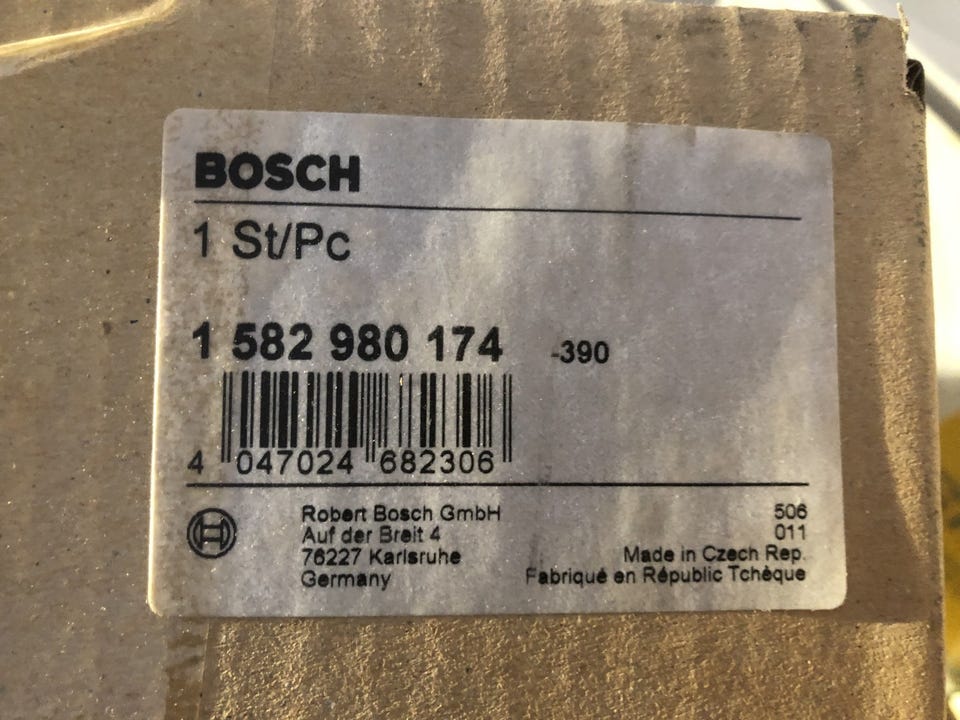 BOSCH
1 St/Pc
1 582 980 174 -390
4 047024 682306
Robert Bosch GmbH
Auf der Breit 4
76227 Karlsruhe
Germany
506
011
Made in Czech Rep.
Fabriqué en Républic Tchèque